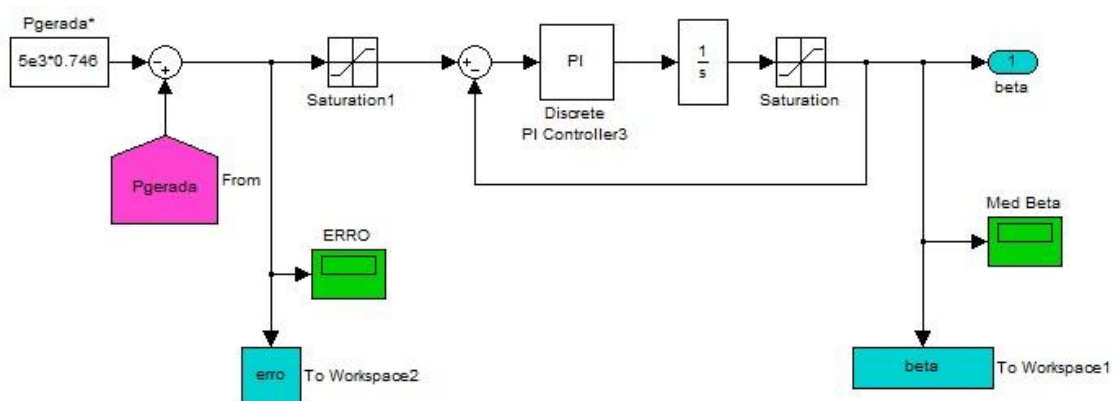 Pgerada*
5e3*0.746
Saturation1
PI
Discrete
PI Controller3
1
s
Saturation
1
beta
Pgerada
From
ERRO
Med Beta
erro
To Workspace2
beta
To Workspace1